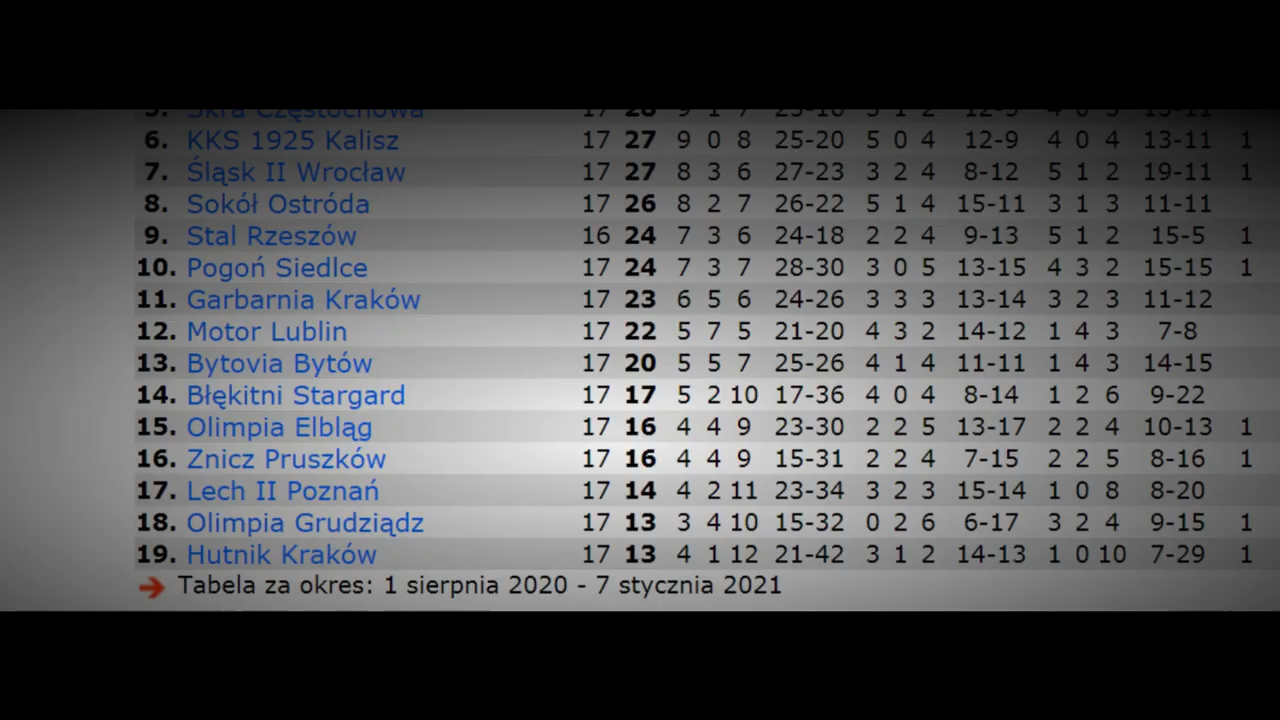 5. Skra Częstochowa 17 28 9 1 7
6. KKS 1925 Kalisz 17 27 9 0 8 25-20 5 0 4 12-9 4 0 4 13-11 1
7. Śląsk II Wrocław 17 27 8 3 6 27-23 3 2 4 8-12 5 1 2 19-11 1
8. Sokół Ostróda 17 26 8 2 7 26-22 5 1 4 15-11 3 1 3 11-11
9. Stal Rzeszów 16 24 7 3 6 24-18 2 2 4 9-13 5 1 2 15-5 1
10. Pogoń Siedlce 17 24 7 3 7 28-30 3 0 5 13-15 4 3 2 15-15 1
11. Garbarnia Kraków 17 23 6 5 6 24-26 3 3 3 13-14 3 2 3 11-12
12. Motor Lublin 17 22 5 7 5 21-20 4 3 2 14-12 1 4 3 7-8
13. Bytovia Bytów 17 20 5 5 7 25-26 4 1 4 11-11 1 4 3 14-15
14. Błękitni Stargard 17 17 5 2 10 17-36 4 0 4 8-14 1 2 6 9-22
15. Olimpia Elbląg 17 16 4 4 9 23-30 2 2 5 13-17 2 2 4 10-13 1
16. Znicz Pruszków 17 16 4 4 9 15-31 2 2 4 7-15 2 2 5 8-16 1
17. Lech II Poznań 17 14 4 2 11 23-34 3 2 3 15-14 1 0 8 8-20
18. Olimpia Grudziądz 17 13 3 4 10 15-32 0 2 6 6-17 3 2 4 9-15 1
19. Hutnik Kraków 17 13 4 1 12 21-42 3 1 2 14-13 1 0 10 7-29 1
Tabela za okres: 1 sierpnia 2020 - 7 stycznia 2021